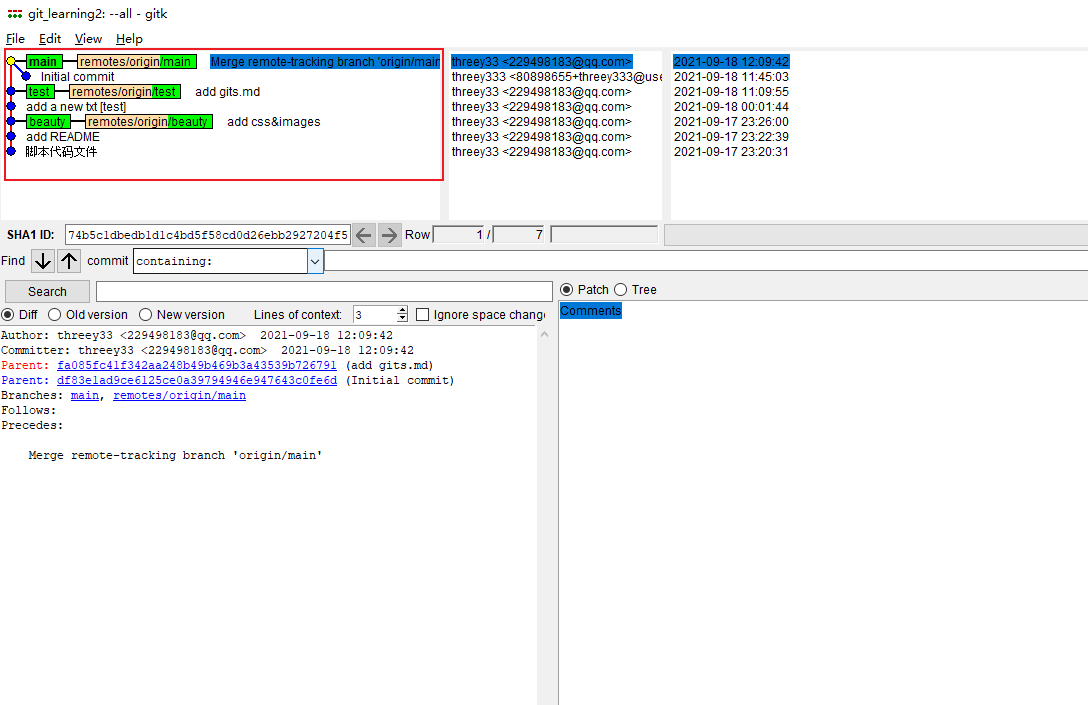 git_learning2: --all - gitk
File Edit View Help
main remotes/origin/main Merge remote-tracking branch 'origin/main threey33 <229498183@qq.com> 2021-09-18 12:09:42
Initial commit threey333 <80898655+threey333@use 2021-09-18 11:45:03
test remotes/origin/test add gits.md threey33 <229498183@qq.com> 2021-09-18 11:09:55
add a new txt [test] threey33 <229498183@qq.com> 2021-09-18 00:01:44
beauty remotes/origin/beauty add css&images threey33 <229498183@qq.com> 2021-09-17 23:26:00
add README threey33 <229498183@qq.com> 2021-09-17 23:22:39
脚本代码文件 threey33 <229498183@qq.com> 2021-09-17 23:20:31
SHA1 ID: 74b5c1dbedb1d1c4bd5f58cd0d26ebb2927204f5 Row 1 / 7
Find commit containing:
Search
Patch Tree
Diff Old version New version Lines of context: 3 Ignore space change
Comments
Author: threey33 <229498183@qq.com> 2021-09-18 12:09:42
Committer: threey33 <229498183@qq.com> 2021-09-18 12:09:42
Parent: fa085fc41f342aa248b49b469b3a43539b726791 (add gits.md)
Parent: df83e1ad9ce6125ce0a39794946e947643c0fe6d (Initial commit)
Branches: main, remotes/origin/main
Follows:
Precedes:
Merge remote-tracking branch 'origin/main'